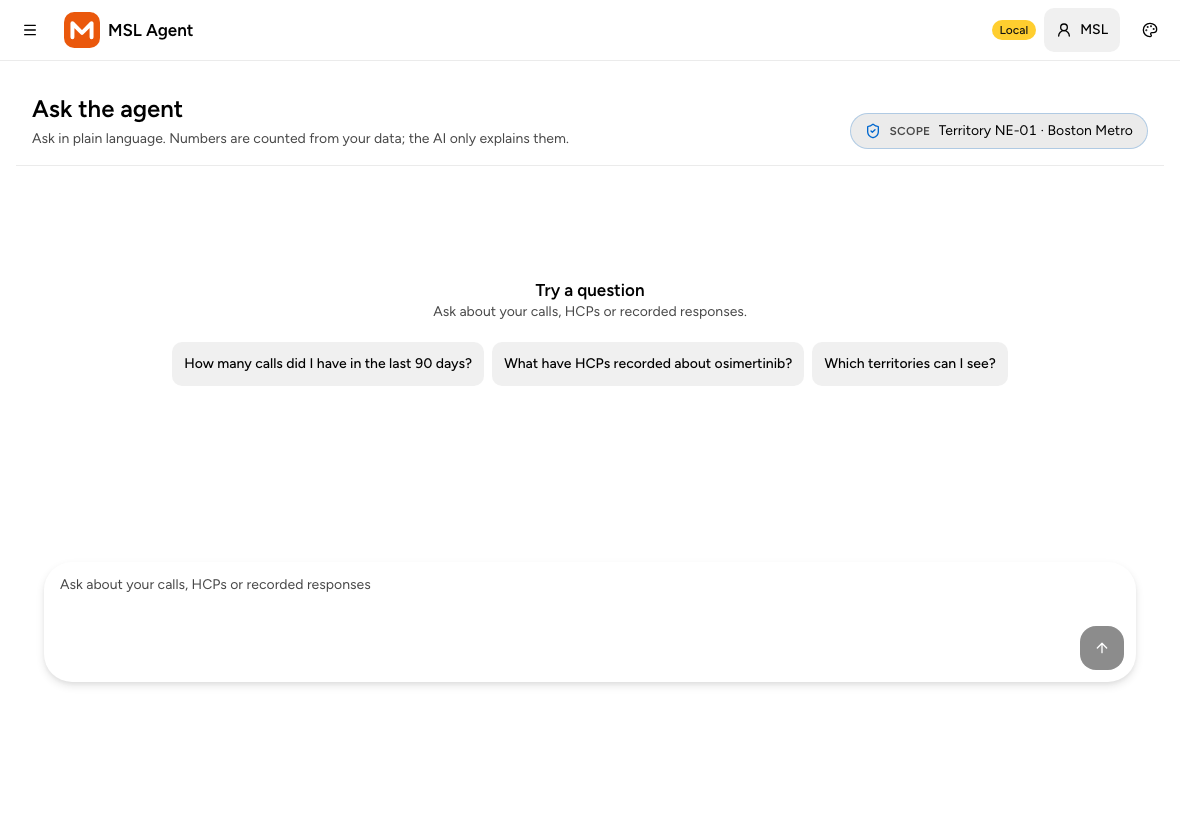 MSL Agent
Local
MSL
Ask the agent
Ask in plain language. Numbers are counted from your data; the AI only explains them.
SCOPE Territory NE-01 · Boston Metro
Try a question
Ask about your calls, HCPs or recorded responses.
How many calls did I have in the last 90 days?
What have HCPs recorded about osimertinib?
Which territories can I see?
Ask about your calls, HCPs or recorded responses